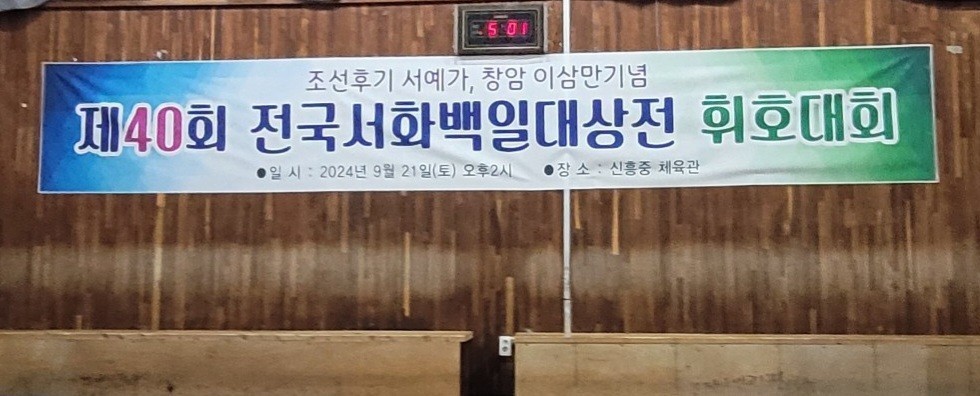 5:01
조선후기 서예가, 창암 이삼만기념
제40회 전국서화백일대상전 휘호대회
●일 시 : 2024년 9월 21일(토) 오후2시 ●장 소 : 신흥중 체육관